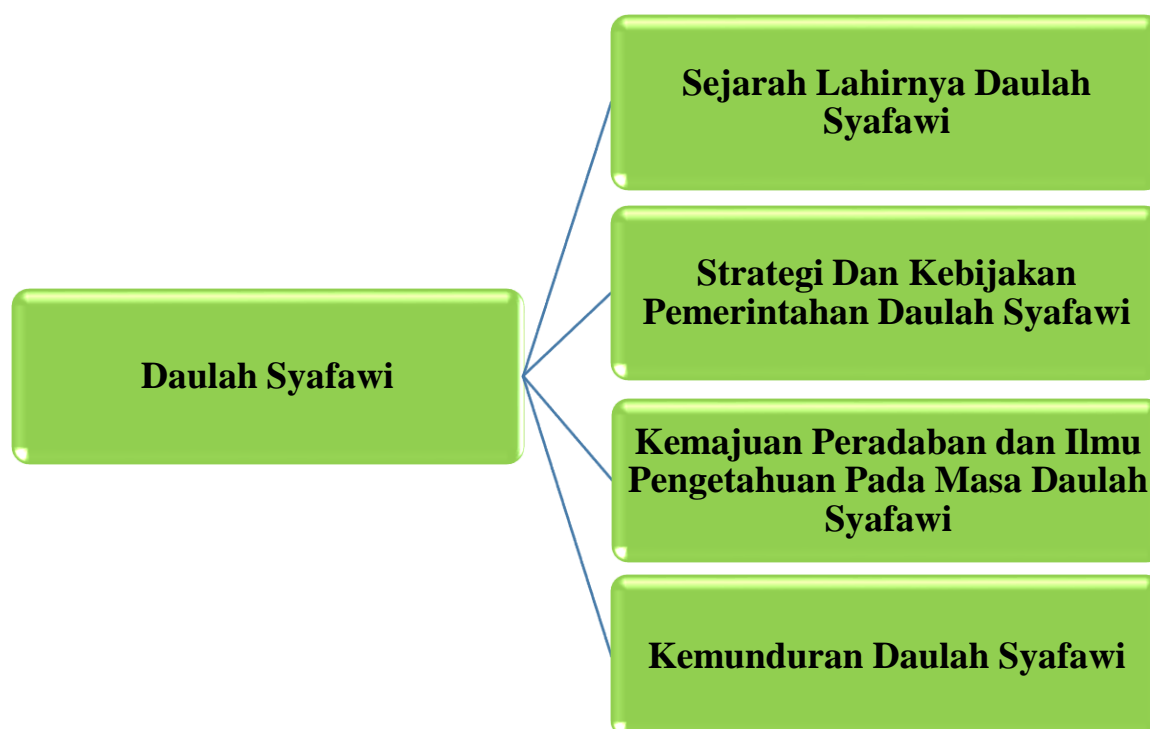 Daulah Syafawi
Sejarah Lahirnya Daulah
Syafawi
Strategi Dan Kebijakan
Pemerintahan Daulah Syafawi
Kemajuan Peradaban dan Ilmu
Pengetahuan Pada Masa Daulah
Syafawi
Kemunduran Daulah Syafawi